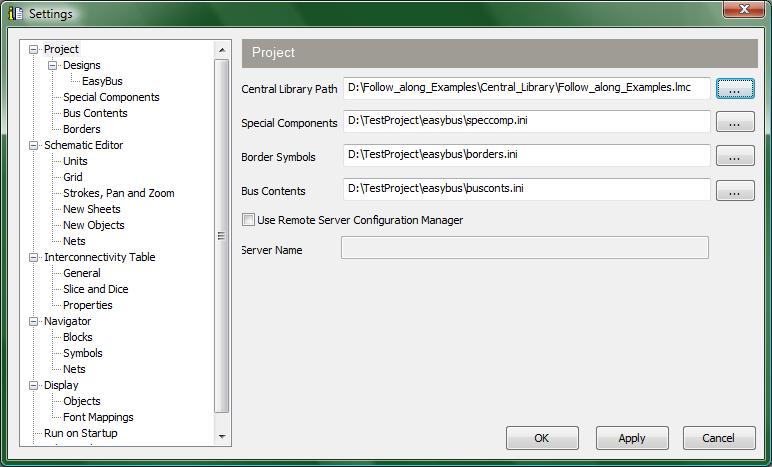 Settings
Project
Designs
EasyBus
Special Components
Bus Contents
Borders
Schematic Editor
Units
Grid
Strokes, Pan and Zoom
New Sheets
New Objects
Nets
Interconnectivity Table
General
Slice and Dice
Properties
Navigator
Blocks
Symbols
Nets
Display
Objects
Font Mappings
Run on Startup
Project
Central Library Path D:\Follow_along_Examples\Central_Library\Follow_along_Examples.lmc ...
Special Components D:\TestProject\easybus\speccomp.ini ...
Border Symbols D:\TestProject\easybus\borders.ini ...
Bus Contents D:\TestProject\easybus\busconts.ini ...
Use Remote Server Configuration Manager
Server Name
OK Apply Cancel